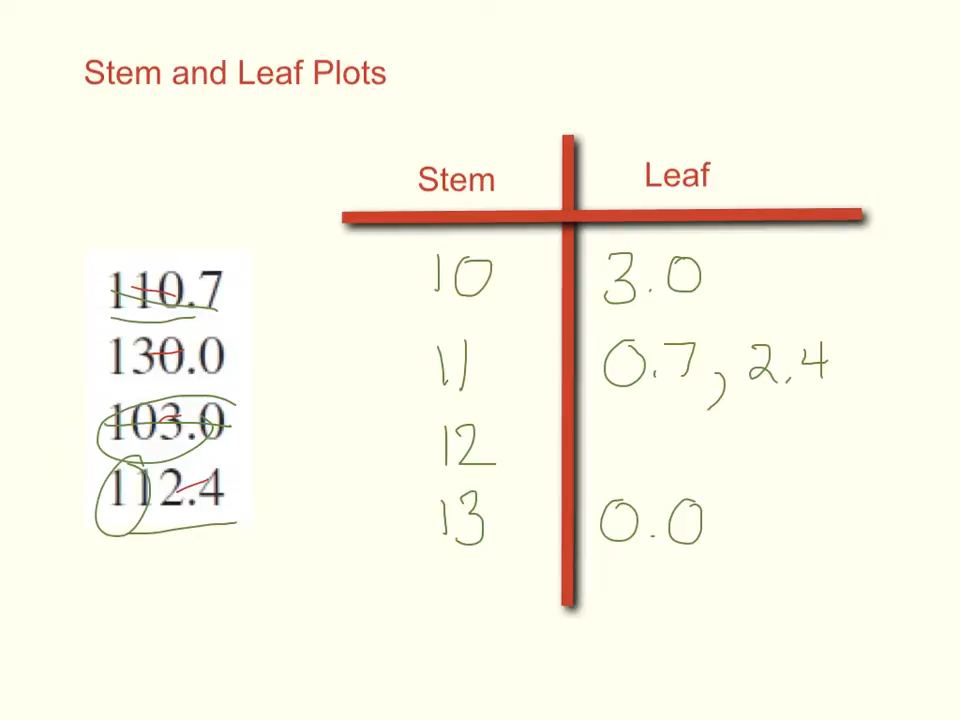 Stem and Leaf Plots
Stem Leaf
110.7
130.0
103.0
112.4
10 3.0
11 0.7, 2.4
12
13 0.0